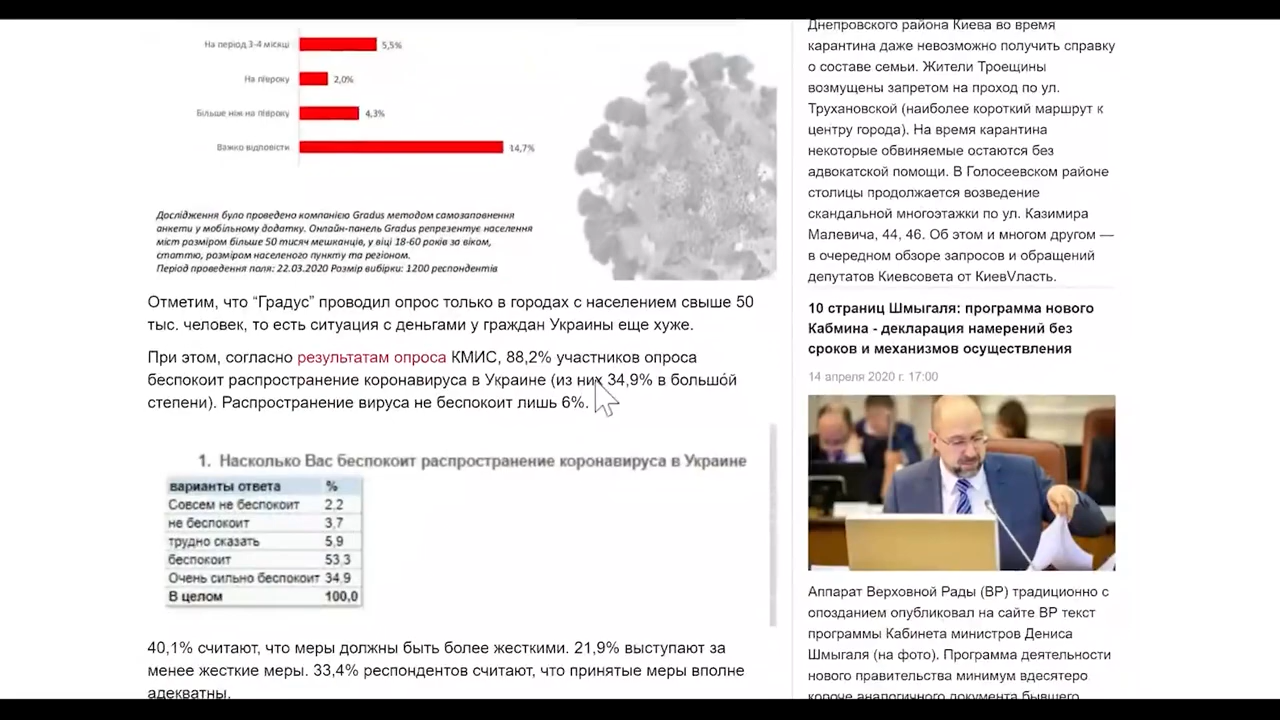 На період 3-4 місяці
5,5%
На півроку
2,0%
Більше ніж на півроку
4,3%
Важко відповісти
14,7%
Дослідження було проведено компанією Gradus методом самозаповнення
анкети у мобільному додатку. Онлайн-панель Gradus репрезентує населення
міст розміром більше 50 тисяч мешканців, у віці 18-60 років за віком,
статтю, розміром населеного пункту та регіоном.
Період проведення поля: 22.03.2020 Розмір вибірки: 1200 респондентів
Отметим, что “Градус” проводил опрос только в городах с населением свыше 50
тыс. человек, то есть ситуация с деньгами у граждан Украины еще хуже.
При этом, согласно результатам опроса КМИС, 88,2% участников опроса
беспокоит распространение коронавируса в Украине (из них 34,9% в большо́й
степени). Распространение вируса не беспокоит лишь 6%.
1. Насколько Вас беспокоит распространение коронавируса в Украине
варианты ответа %
Совсем не беспокоит 2,2
не беспокоит 3,7
трудно сказать 5,9
беспокоит 53,3
Очень сильно беспокоит 34,9
В целом 100,0
40,1% считают, что меры должны быть более жесткими. 21,9% выступают за
менее жесткие меры. 33,4% респондентов считают, что принятые меры вполне
адекватны.
Днепровского района Киева во время
карантина даже невозможно получить справку
о составе семьи. Жители Троещины
возмущены запретом на проход по ул.
Трухановской (наиболее короткий маршрут к
центру города). На время карантина
некоторые обвиняемые остаются без
адвокатской помощи. В Голосеевском районе
столицы продолжается возведение
скандальной многоэтажки по ул. Казимира
Малевича, 44, 46. Об этом и многом другом —
в очередном обзоре запросов и обращений
депутатов Киевсовета от КиевVласть.
10 страниц Шмыгаля: программа нового
Кабмина - декларация намерений без
сроков и механизмов осуществления
14 апреля 2020 г. 17:00
Аппарат Верховной Рады (ВР) традиционно с
опозданием опубликовал на сайте ВР текст
программы Кабинета министров Дениса
Шмыгаля (на фото). Программа деятельности
нового правительства минимум вдесятеро
короче аналогичного документа бывшего